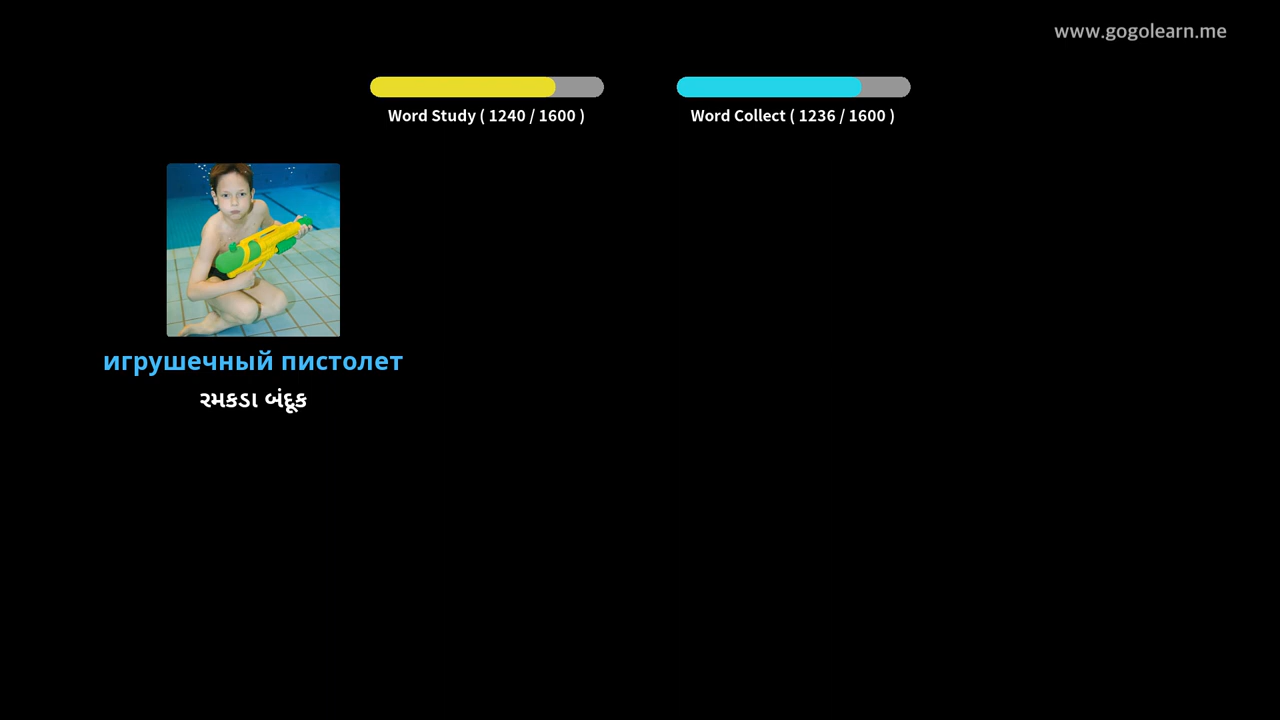 www.gogolearn.me
Word Study ( 1240 / 1600 )
Word Collect ( 1236 / 1600 )
игрушечный пистолет
રમકડા બંદૂક